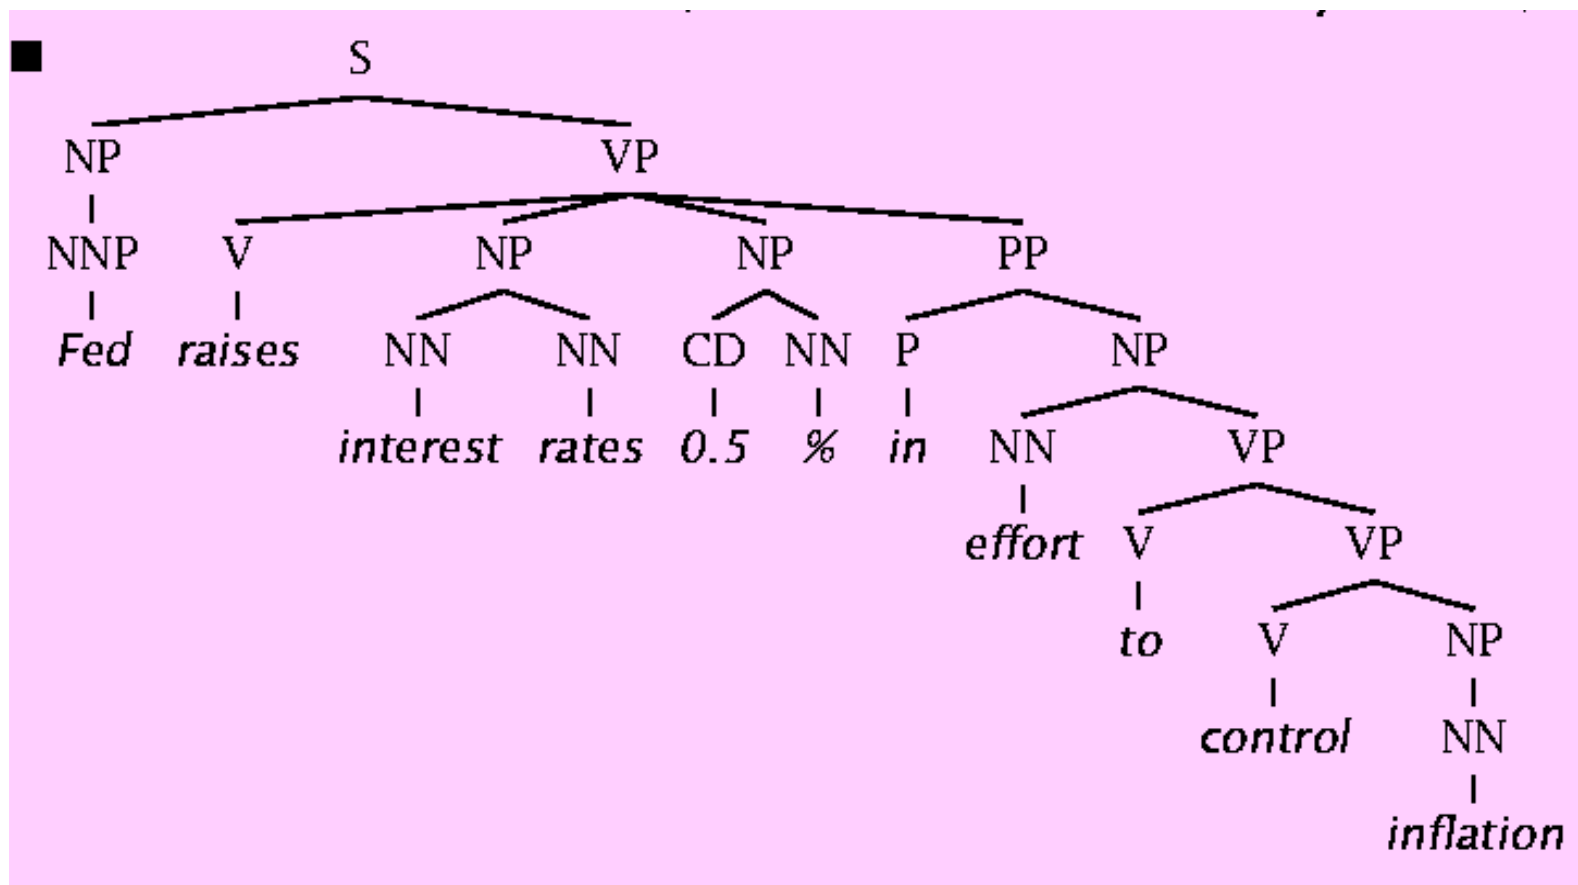 S
NP VP
NNP V NP NP PP
Fed raises NN NN CD NN P NP
interest rates 0.5 % in NN VP
effort V VP
to V NP
control NN
inflation